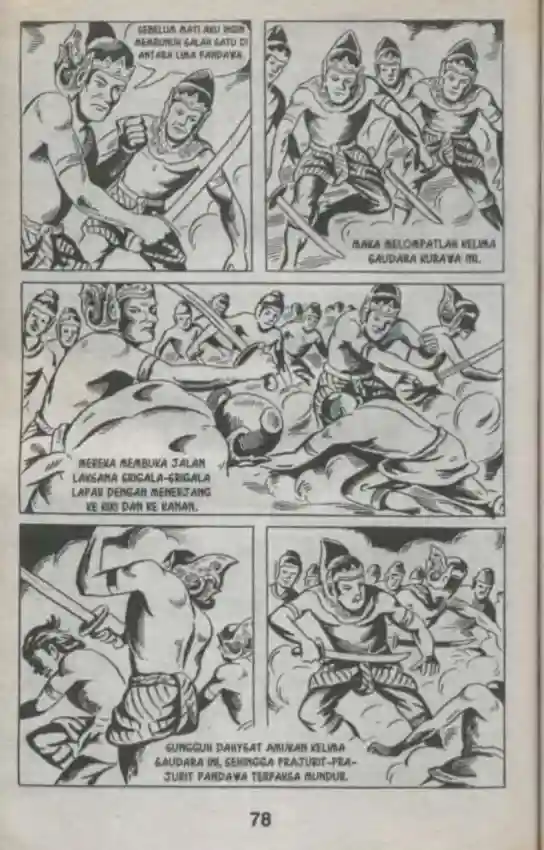 SEBELUM MATI AKU INGIN
MEMBUNUH SALAH SATU DI
ANTARA LIMA PANDAWA.
MAKA MELOMPATLAH KELIMA
SAUDARA KURAWA INI.
MEREKA MEMBUKA JALAN
LAKSANA SRIGALA-SRIGALA
LAPAR DENGAN MENERJANG
KE KIRI DAN KE KANAN.
SUNGGUH DAHSYAT AMUKAN KELIMA
SAUDARA INI, SEHINGGA PRAJURIT-PRA-
JURIT PANDAWA TERPAKSA MUNDUR.
78